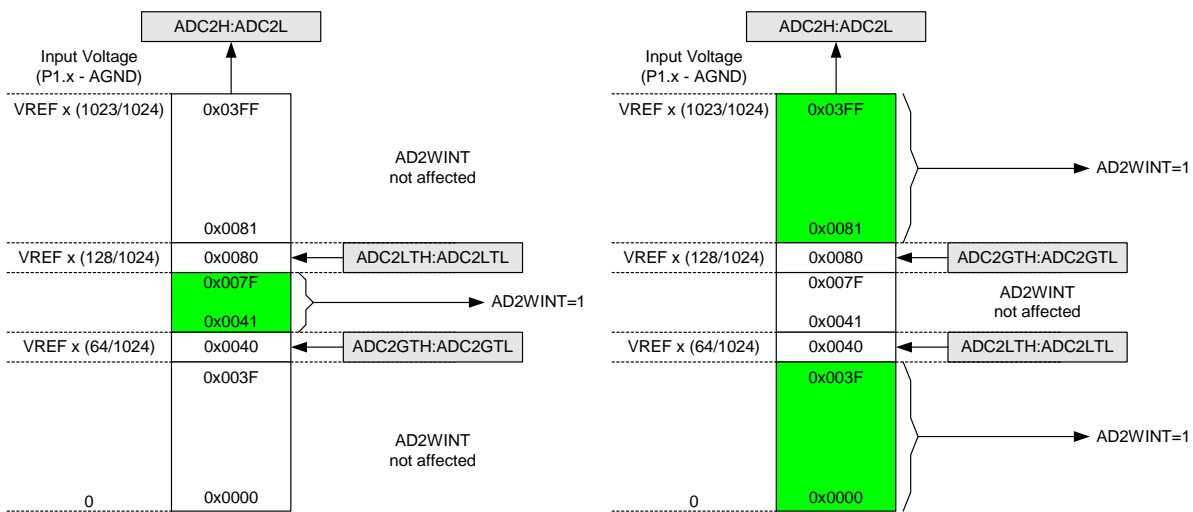 ADC2H:ADC2L
Input Voltage
(P1.x - AGND)
VREF x (1023/1024)
0x03FF
AD2WINT
not affected
0x0081
VREF x (128/1024)
0x0080
ADC2LTH:ADC2LTL
0x007F
AD2WINT=1
0x0041
VREF x (64/1024)
0x0040
ADC2GTH:ADC2GTL
0x003F
AD2WINT
not affected
0
0x0000
ADC2H:ADC2L
Input Voltage
(P1.x - AGND)
VREF x (1023/1024)
0x03FF
AD2WINT=1
0x0081
VREF x (128/1024)
0x0080
ADC2GTH:ADC2GTL
0x007F
AD2WINT
not affected
0x0041
VREF x (64/1024)
0x0040
ADC2LTH:ADC2LTL
0x003F
AD2WINT=1
0
0x0000